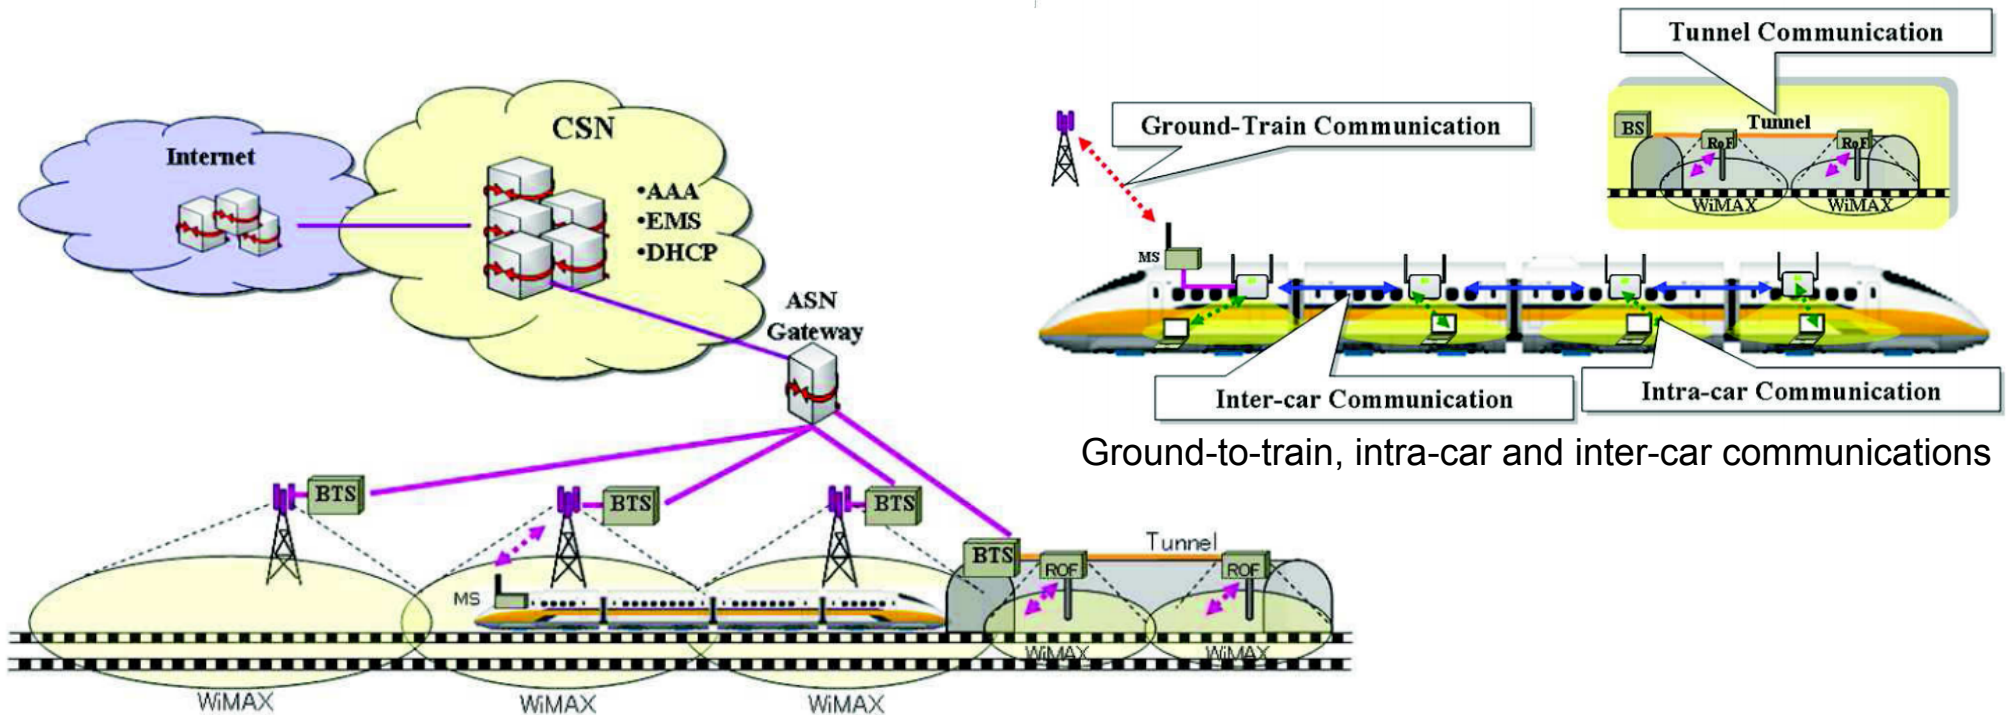 Internet
CSN
•AAA
•EMS
•DHCP
ASN
Gateway
BTS
BTS
BTS
BTS
Tunnel
ROF
ROF
MS
WiMAX
WiMAX
WiMAX
WiMAX
WiMAX
Tunnel Communication
Ground-Train Communication
BS
Tunnel
RoF
RoF
WiMAX
WiMAX
MS
Inter-car Communication
Intra-car Communication
Ground-to-train, intra-car and inter-car communications